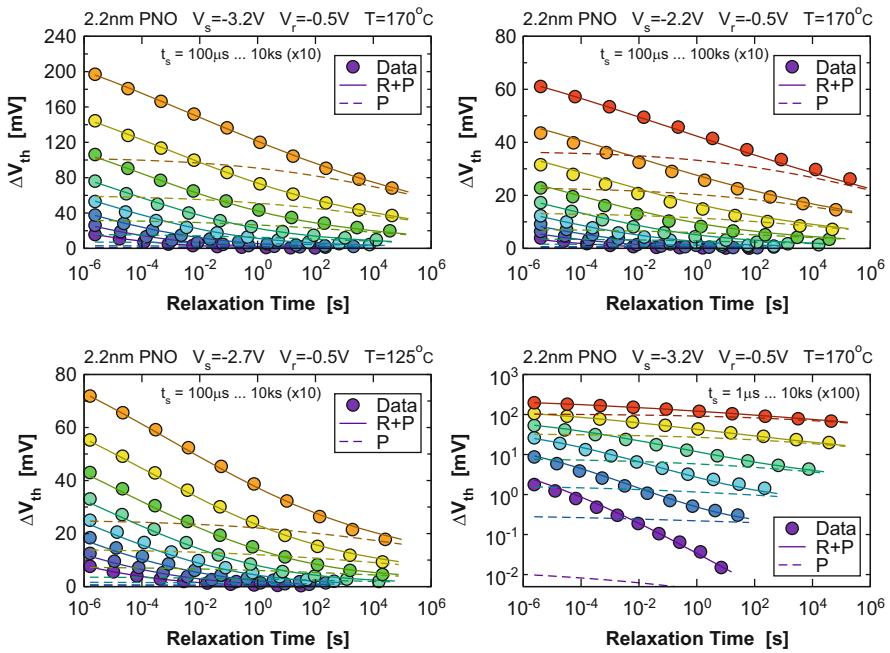 2.2nm PNO V_s=-3.2V V_r=-0.5V T=170°C
t_s = 100μs ... 10ks (x10)
Data
R+P
P
ΔV_th [mV]
240
200
160
120
80
40
0
10^-6 10^-4 10^-2 10^0 10^2 10^4 10^6
Relaxation Time [s]
2.2nm PNO V_s=-2.2V V_r=-0.5V T=170°C
t_s = 100μs ... 100ks (x10)
Data
R+P
P
ΔV_th [mV]
80
60
40
20
0
10^-6 10^-4 10^-2 10^0 10^2 10^4 10^6
Relaxation Time [s]
2.2nm PNO V_s=-2.7V V_r=-0.5V T=125°C
t_s = 100μs ... 10ks (x10)
Data
R+P
P
ΔV_th [mV]
80
60
40
20
0
10^-6 10^-4 10^-2 10^0 10^2 10^4 10^6
Relaxation Time [s]
2.2nm PNO V_s=-3.2V V_r=-0.5V T=170°C
t_s = 1μs ... 10ks (x100)
Data
R+P
P
ΔV_th [mV]
10^3
10^2
10^1
10^0
10^-1
10^-2
10^-6 10^-4 10^-2 10^0 10^2 10^4 10^6
Relaxation Time [s]